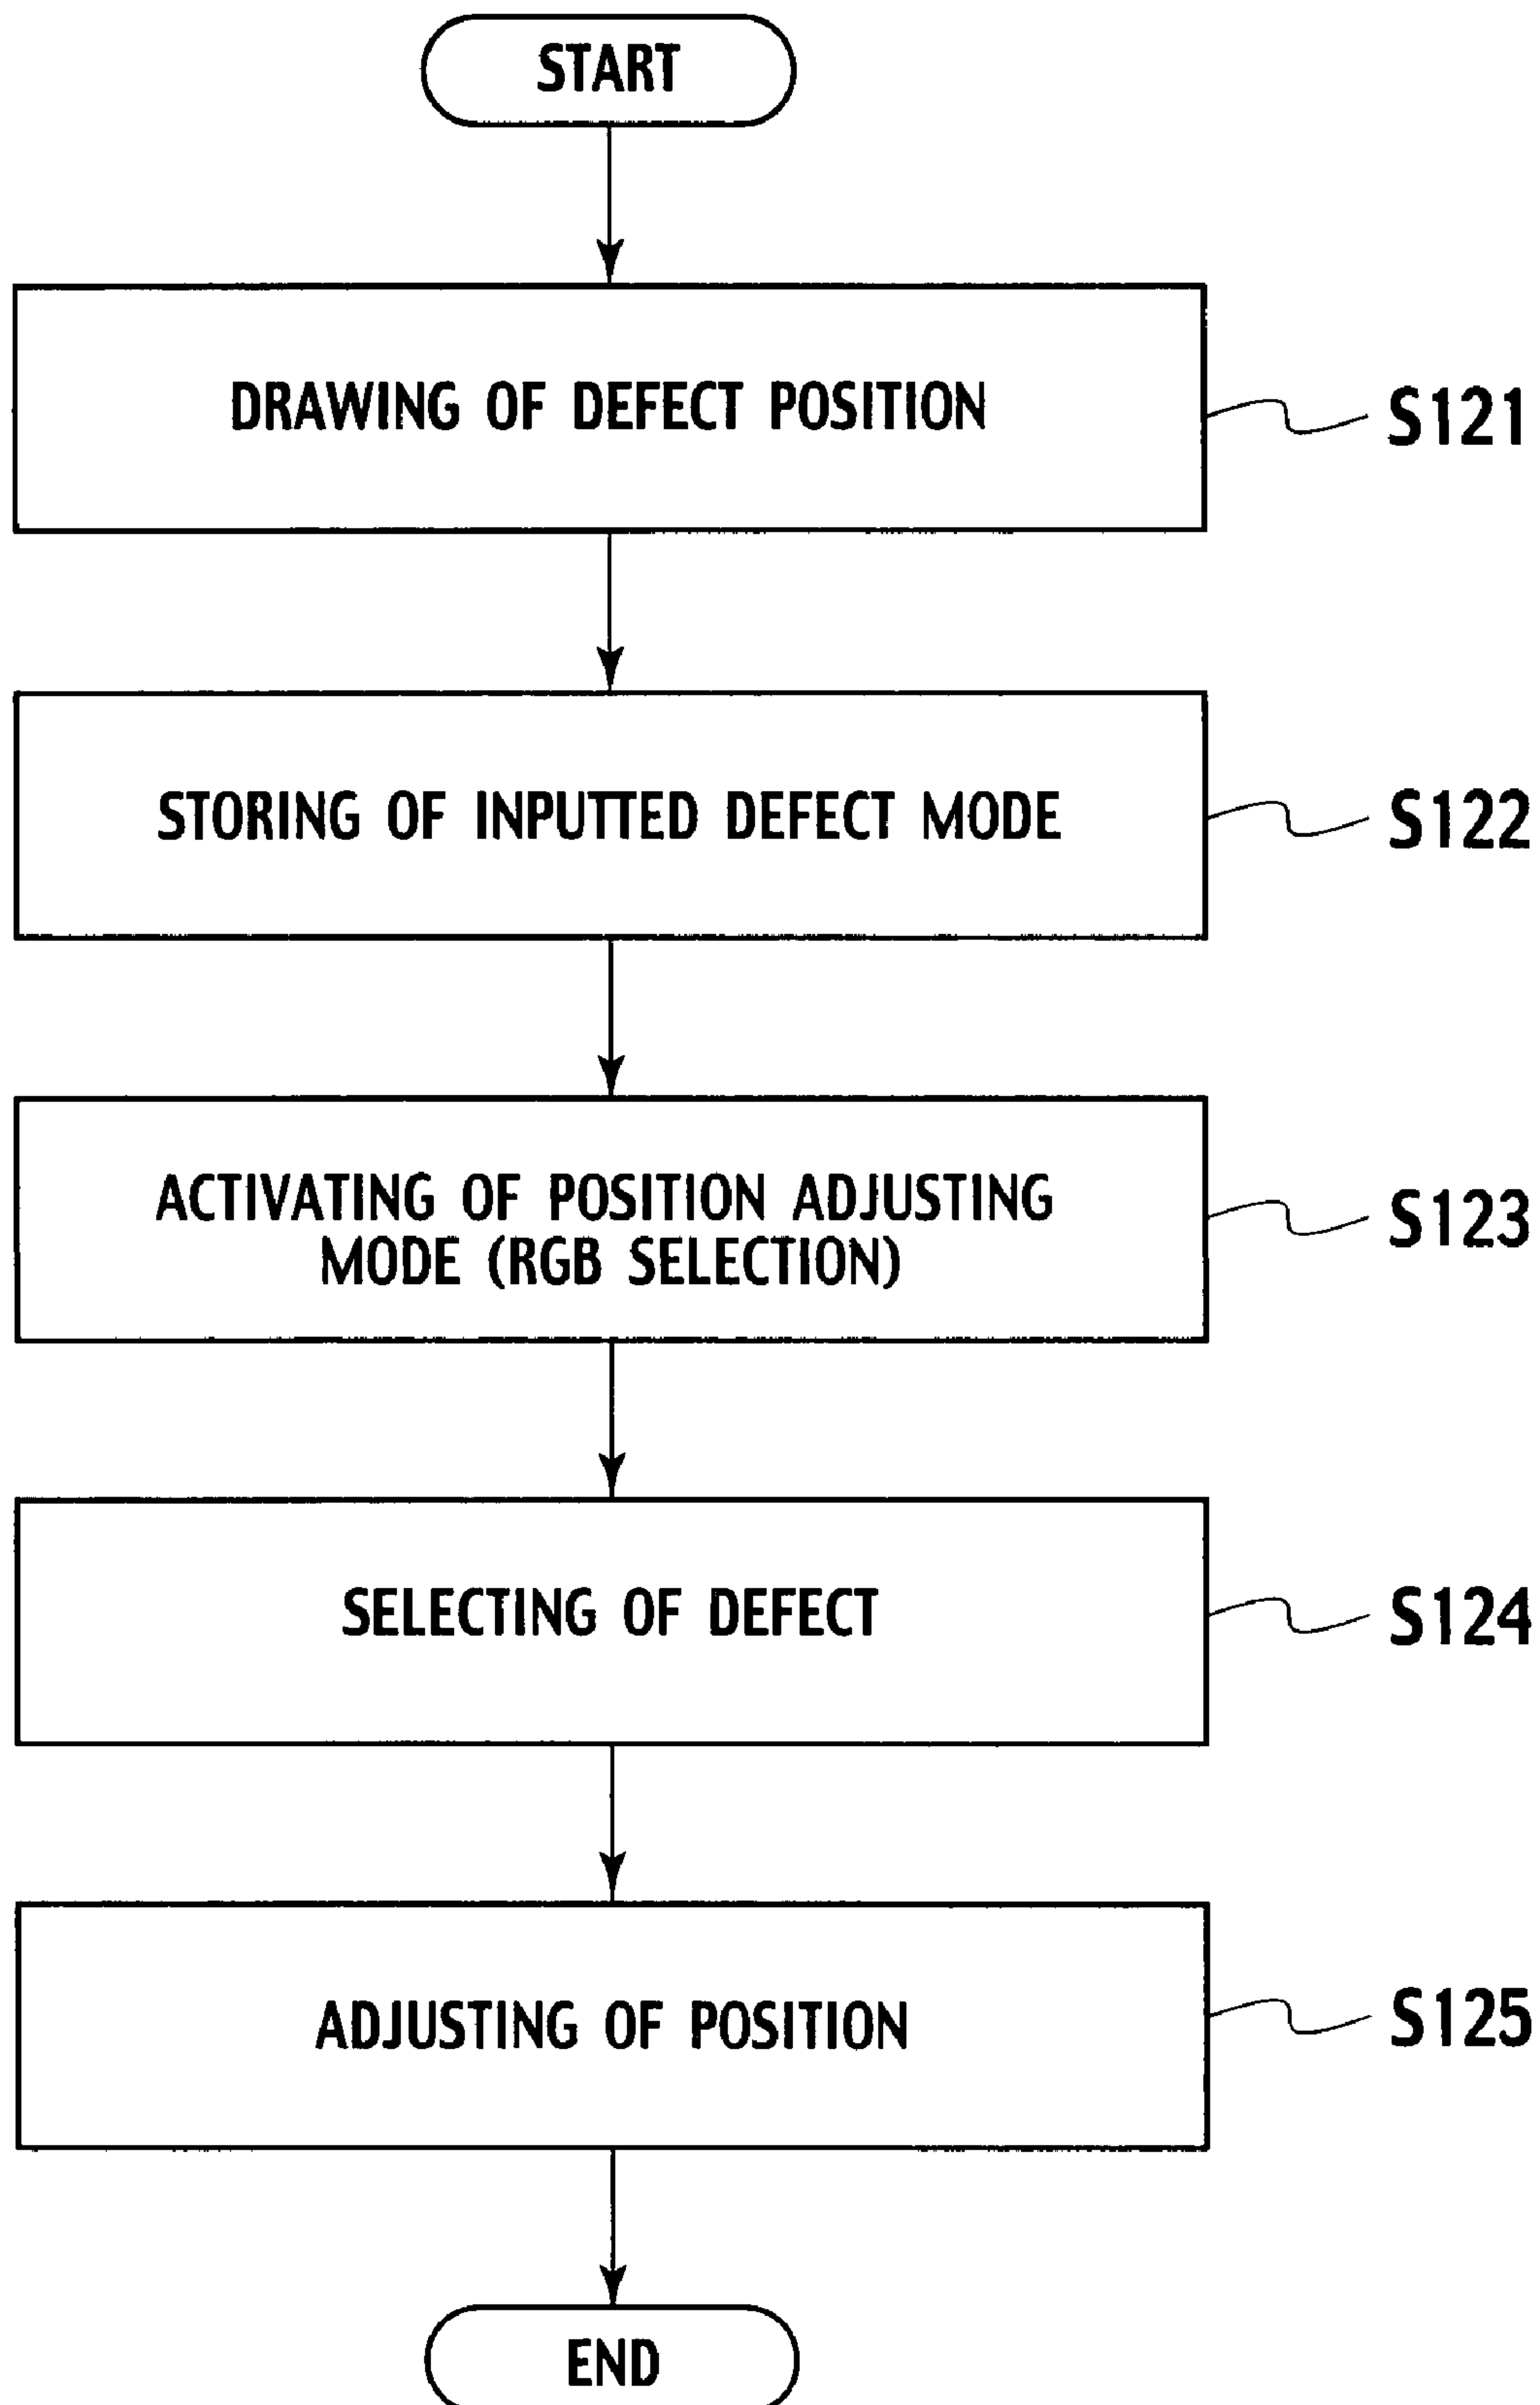 START
DRAWING OF DEFECT POSITION
S121
STORING OF INPUTTED DEFECT MODE
S122
ACTIVATING OF POSITION ADJUSTING
MODE (RGB SELECTION)
S123
SELECTING OF DEFECT
S124
ADJUSTING OF POSITION
S125
END